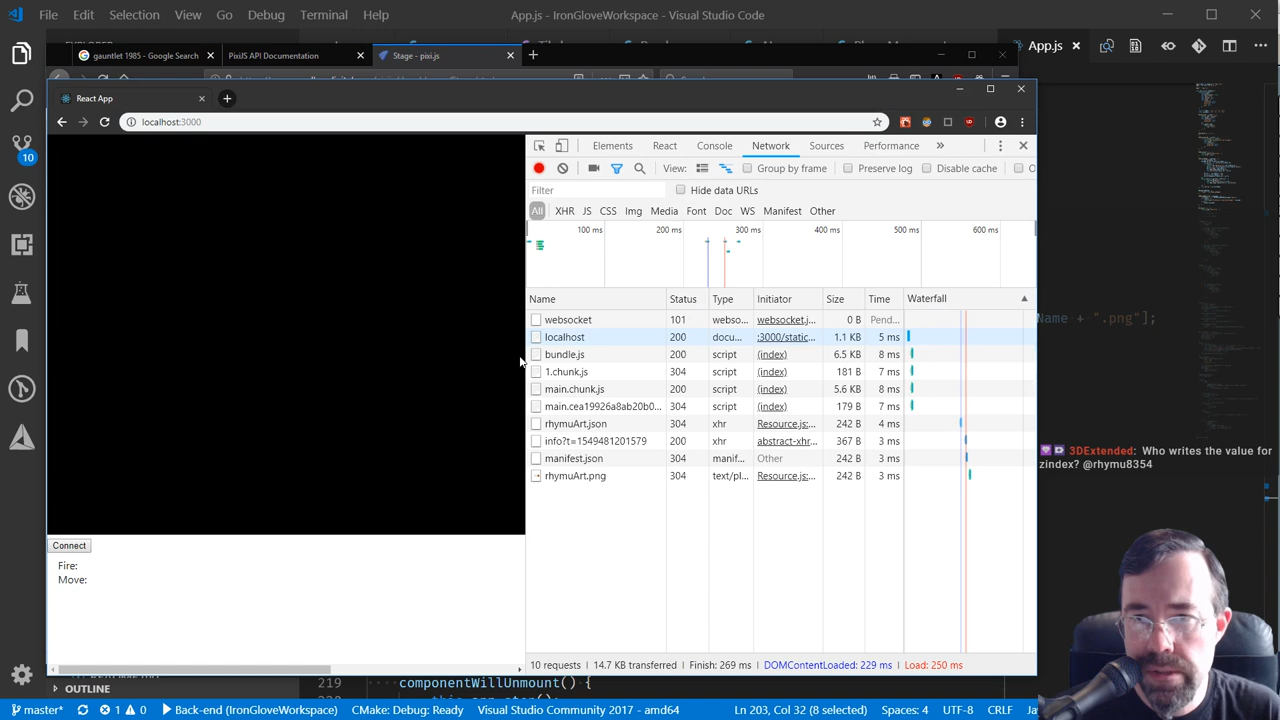 File Edit Selection View Go Debug Terminal Help
App.js - IronGloveWorkspace - Visual Studio Code
gauntlet 1985 - Google Search
PixiJS API Documentation
Stage - pixi.js
App.js
React App
localhost:3000
Elements React Console Network Sources Performance
View: Group by frame Preserve log Disable cache
Filter Hide data URLs
All XHR JS CSS Img Media Font Doc WS Manifest Other
100 ms 200 ms 300 ms 400 ms 500 ms 600 ms
Name Status Type Initiator Size Time Waterfall
websocket 101 webso... websocket.j... 0 B Pend...
localhost 200 docu... :3000/static... 1.1 KB 5 ms
bundle.js 200 script (index) 6.5 KB 8 ms
1.chunk.js 304 script (index) 181 B 7 ms
main.chunk.js 200 script (index) 5.6 KB 8 ms
main.cea19926a8ab20b0... 304 script (index) 179 B 7 ms
rhymuArt.json 304 xhr Resource.js:... 242 B 4 ms
info?t=1549481201579 200 xhr abstract-xhr... 367 B 3 ms
manifest.json 304 manif... Other 242 B 3 ms
rhymuArt.png 304 text/pl... Resource.js:... 242 B 3 ms
Name + ".png"];
3DExtended: Who writes the value for
zindex? @rhymu8354
Connect
Fire:
Move:
10 requests 14.7 KB transferred Finish: 269 ms DOMContentLoaded: 229 ms Load: 250 ms
10
OUTLINE
219 componentWillUnmount() {
master* 1 0 Back-end (IronGloveWorkspace) CMake: Debug: Ready Visual Studio Community 2017 - amd64 Ln 203, Col 32 (8 selected) Spaces: 4 UTF-8 CRLF